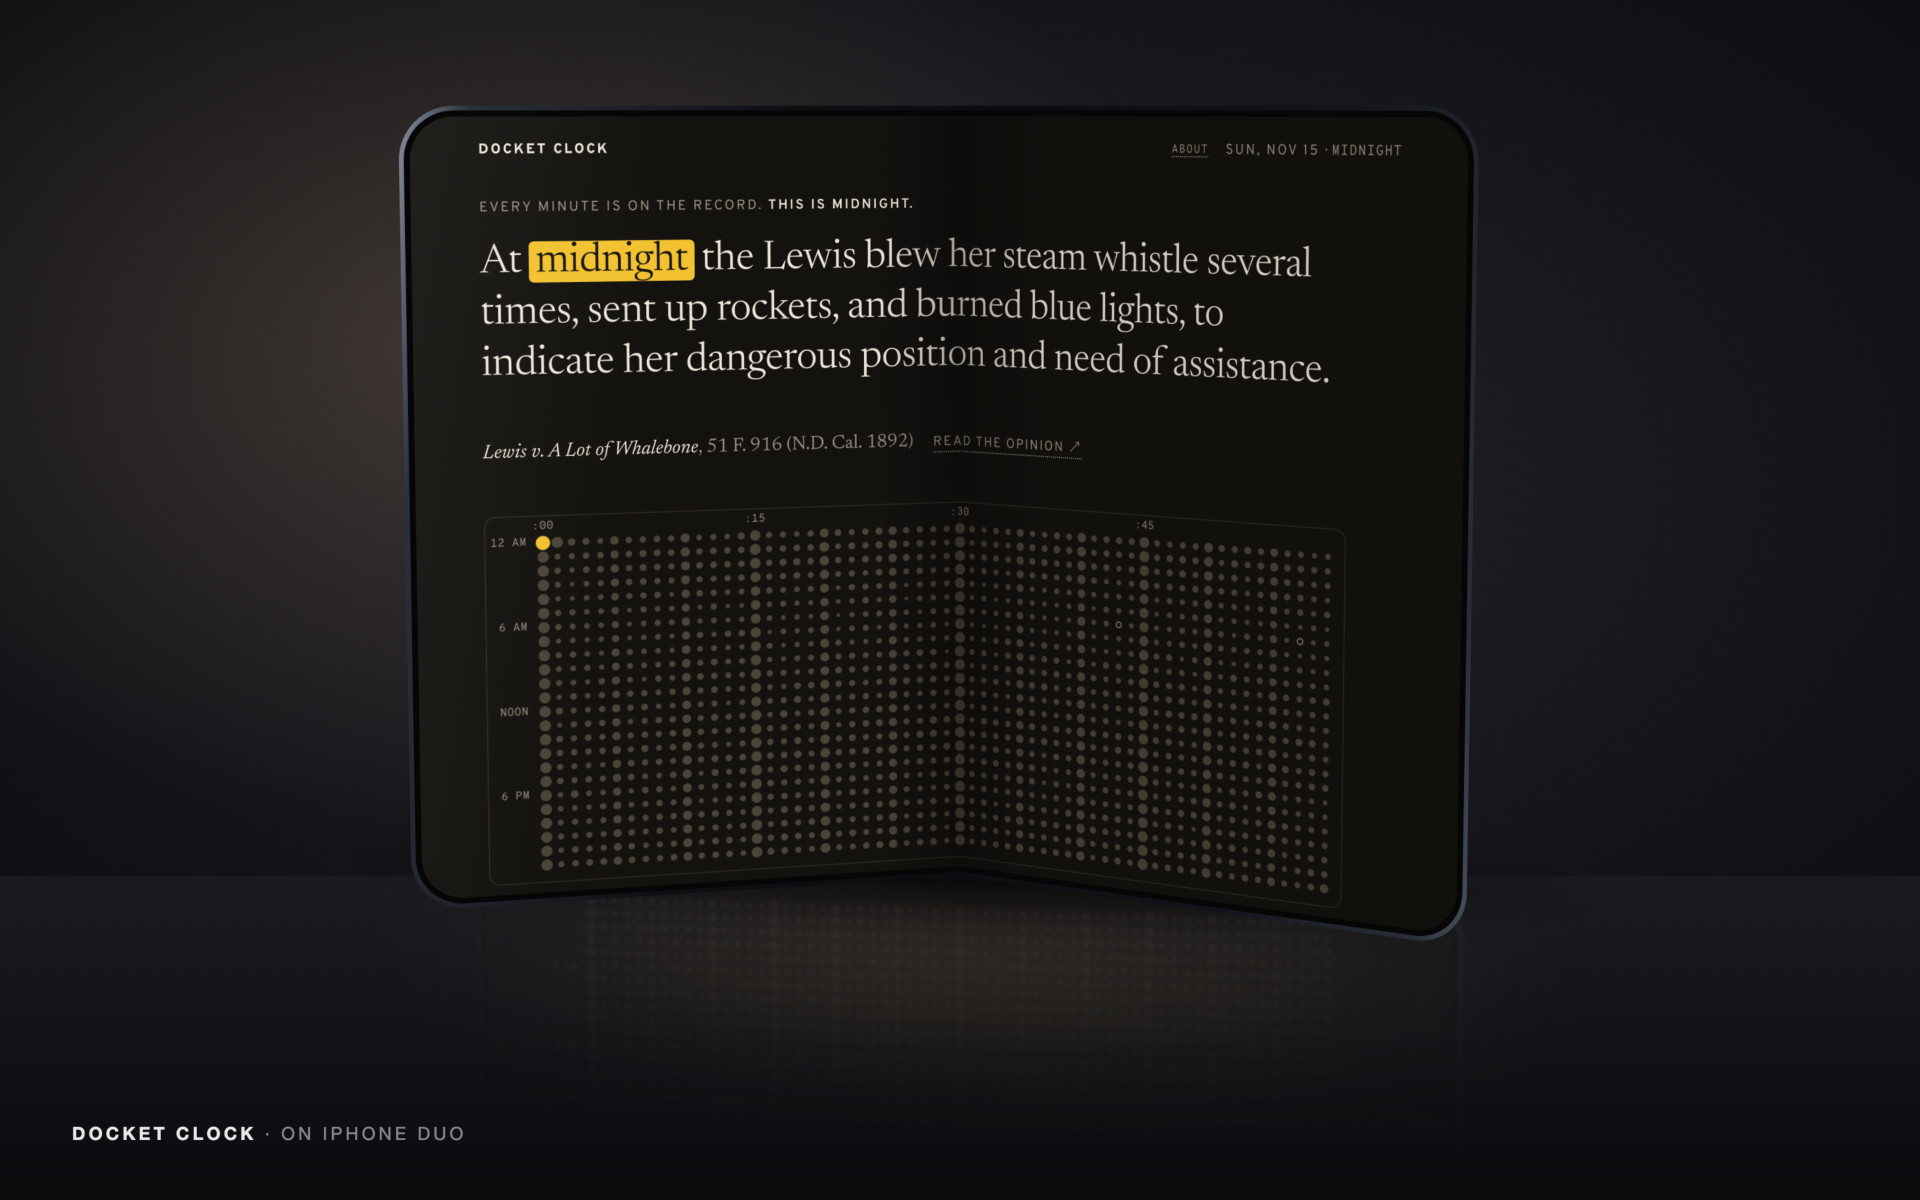 DOCKET CLOCK
ABOUT SUN, NOV 15 · MIDNIGHT
EVERY MINUTE IS ON THE RECORD. THIS IS MIDNIGHT.
At midnight the Lewis blew her steam whistle several
times, sent up rockets, and burned blue lights, to
indicate her dangerous position and need of assistance.
Lewis v. A Lot of Whalebone, 51 F. 916 (N.D. Cal. 1892) READ THE OPINION ↗
:00 :15 :30 :45
12 AM
6 AM
NOON
6 PM
DOCKET CLOCK · ON IPHONE DUO